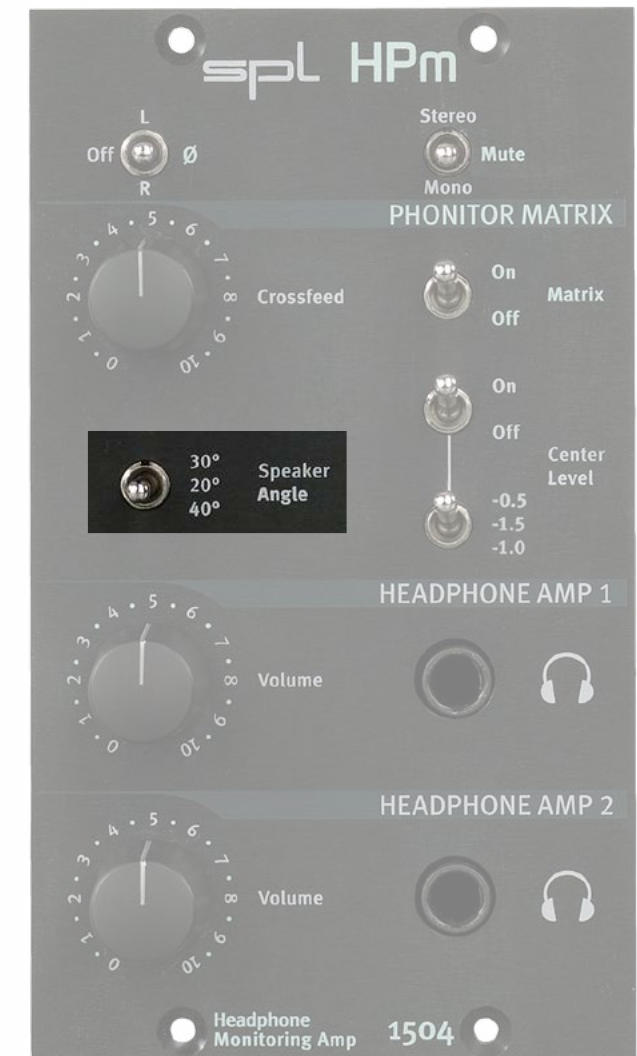 spl HPm
L
Stereo
Off Ø
Mute
R
Mono
PHONITOR MATRIX
0 1 2 3 4 5 6 7 8 9 10
Crossfeed
On
Off
Matrix
On
Off
Center
Level
-0.5
-1.5
-1.0
30°
20°
40°
Speaker
Angle
HEADPHONE AMP 1
0 1 2 3 4 5 6 7 8 9 10
Volume
HEADPHONE AMP 2
0 1 2 3 4 5 6 7 8 9 10
Volume
Headphone
Monitoring Amp
1504